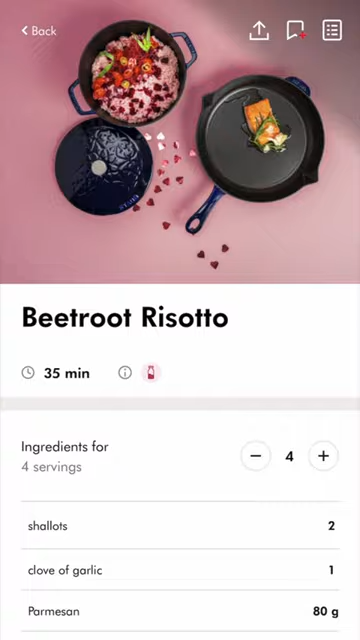 Back
Beetroot Risotto
35 min
Ingredients for
4 servings
4
shallots 2
clove of garlic 1
Parmesan 80 g